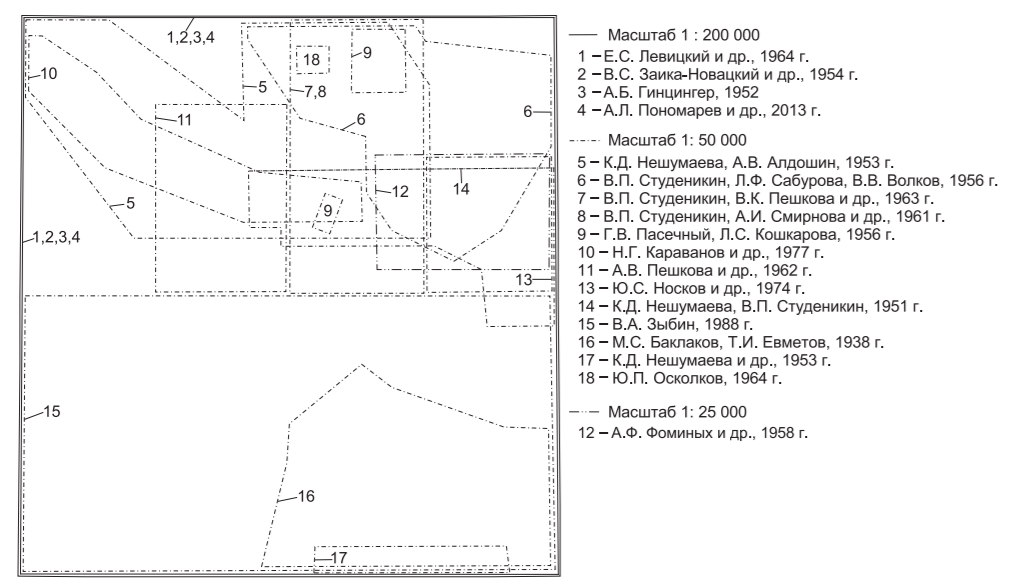 1,2,3,4
10
5
11
18
7,8
9
6
6
12
14
9
5
1,2,3,4
13
15
16
17
Масштаб 1 : 200 000
1 – Е.С. Левицкий и др., 1964 г.
2 – В.С. Заика-Новацкий и др., 1954 г.
3 – А.Б. Гинцингер, 1952
4 – А.Л. Пономарев и др., 2013 г.
Масштаб 1: 50 000
5 – К.Д. Нешумаева, А.В. Алдошин, 1953 г.
6 – В.П. Студеникин, Л.Ф. Сабурова, В.В. Волков, 1956 г.
7 – В.П. Студеникин, В.К. Пешкова и др., 1963 г.
8 – В.П. Студеникин, А.И. Смирнова и др., 1961 г.
9 – Г.В. Пасечный, Л.С. Кошкарова, 1956 г.
10 – Н.Г. Караванов и др., 1977 г.
11 – А.В. Пешкова и др., 1962 г.
13 – Ю.С. Носков и др., 1974 г.
14 – К.Д. Нешумаева, В.П. Студеникин, 1951 г.
15 – В.А. Зыбин, 1988 г.
16 – М.С. Баклаков, Т.И. Евметов, 1938 г.
17 – К.Д. Нешумаева и др., 1953 г.
18 – Ю.П. Осколков, 1964 г.
Масштаб 1: 25 000
12 – А.Ф. Фоминых и др., 1958 г.